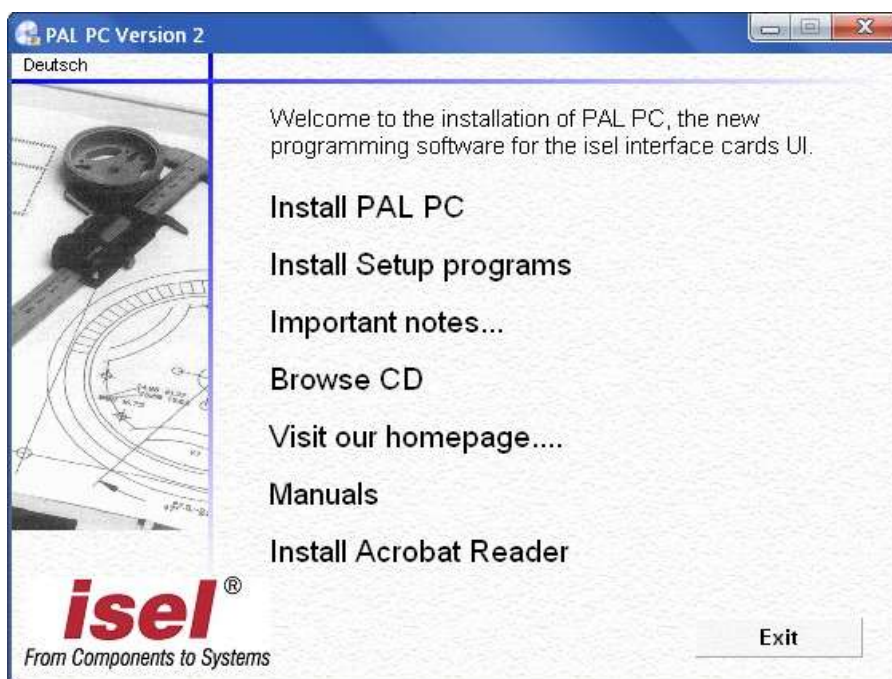 PAL PC Version 2
Deutsch
Welcome to the installation of PAL PC, the new
programming software for the isel interface cards UI.
Install PAL PC
Install Setup programs
Important notes...
Browse CD
Visit our homepage....
Manuals
Install Acrobat Reader
isel®
From Components to Systems
Exit